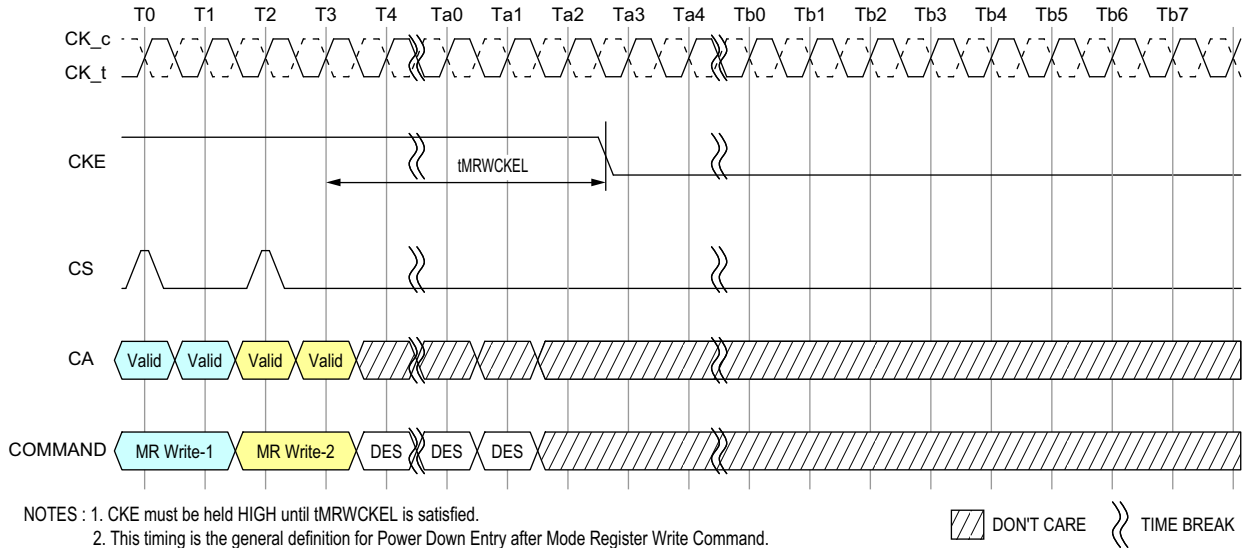 T0 T1 T2 T3 T4 Ta0 Ta1 Ta2 Ta3 Ta4 Tb0 Tb1 Tb2 Tb3 Tb4 Tb5 Tb6 Tb7
CK_c
CK_t
CKE
tMRWCKEL
CS
CA Valid Valid Valid Valid
COMMAND MR Write-1 MR Write-2 DES DES DES
NOTES : 1. CKE must be held HIGH until tMRWCKEL is satisfied.
2. This timing is the general definition for Power Down Entry after Mode Register Write Command.
DON'T CARE TIME BREAK